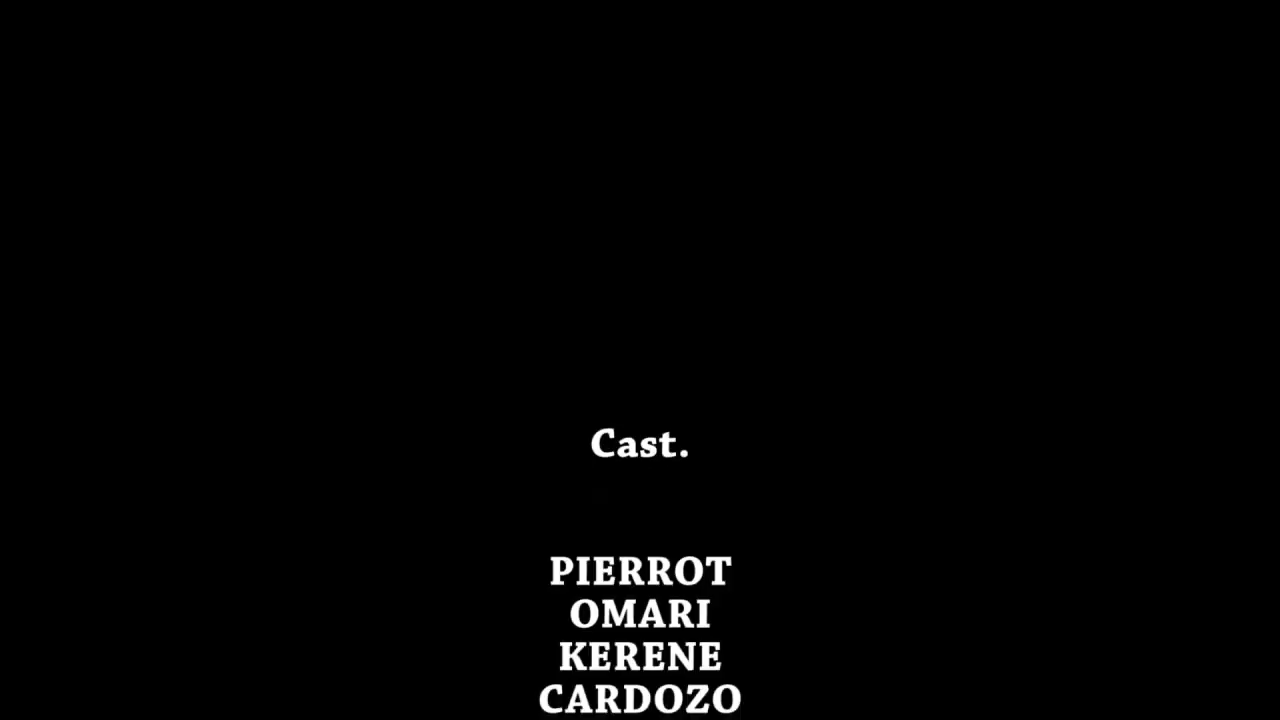 Cast.
PIERROT
OMARI
KERENE
CARDOZO